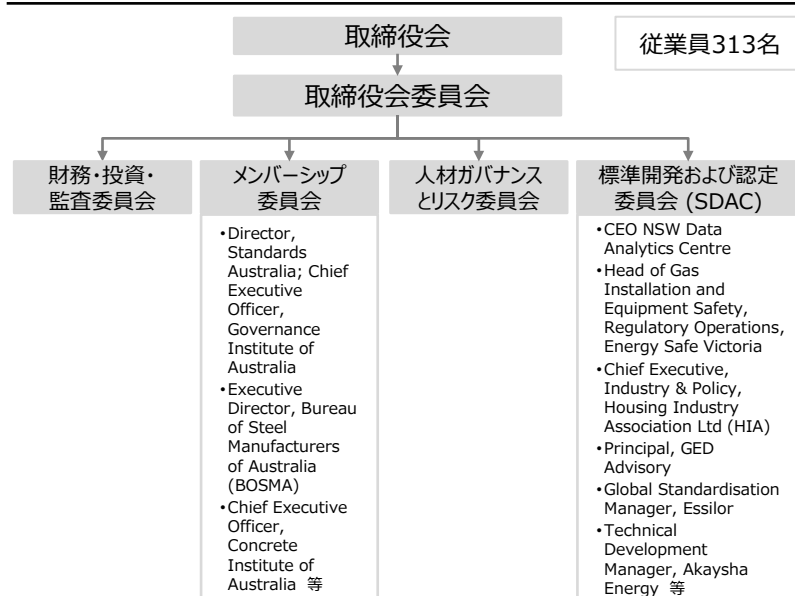 取締役会
従業員313名
取締役会委員会
財務・投資・
監査委員会
メンバーシップ
委員会
人材ガバナンス
とリスク委員会
標準開発および認定
委員会 (SDAC)
•Director,
Standards
Australia; Chief
Executive
Officer,
Governance
Institute of
Australia
•Executive
Director, Bureau
of Steel
Manufacturers
of Australia
(BOSMA)
•Chief Executive
Officer,
Concrete
Institute of
Australia 等
•CEO NSW Data
Analytics Centre
•Head of Gas
Installation and
Equipment Safety,
Regulatory Operations,
Energy Safe Victoria
•Chief Executive,
Industry & Policy,
Housing Industry
Association Ltd (HIA)
•Principal, GED
Advisory
•Global Standardisation
Manager, Essilor
•Technical
Development
Manager, Akaysha
Energy 等